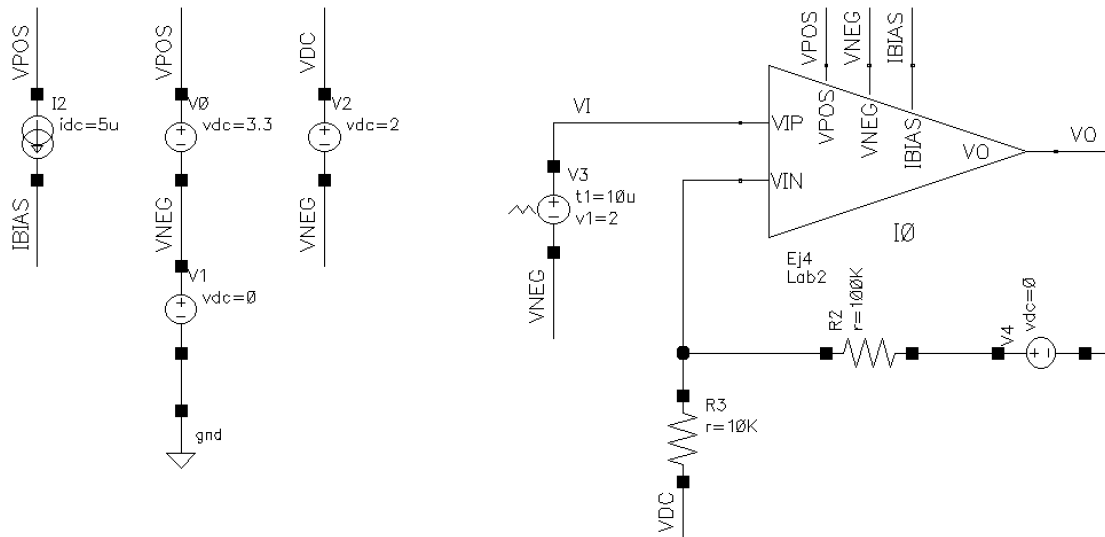 VPOS
I2
idc=5u
IBIAS
VPOS
V0
vdc=3.3
VNEG
V1
vdc=0
gnd
VDC
V2
vdc=2
VNEG
VI
V3
t1=10u
v1=2
VNEG
VPOS
VNEG
IBIAS
VIP
VIN
VPOS
VNEG
IBIAS
VO
VO
I0
Ej4
Lab2
R2
r=100K
V4
vdc=0
R3
r=10K
VDC